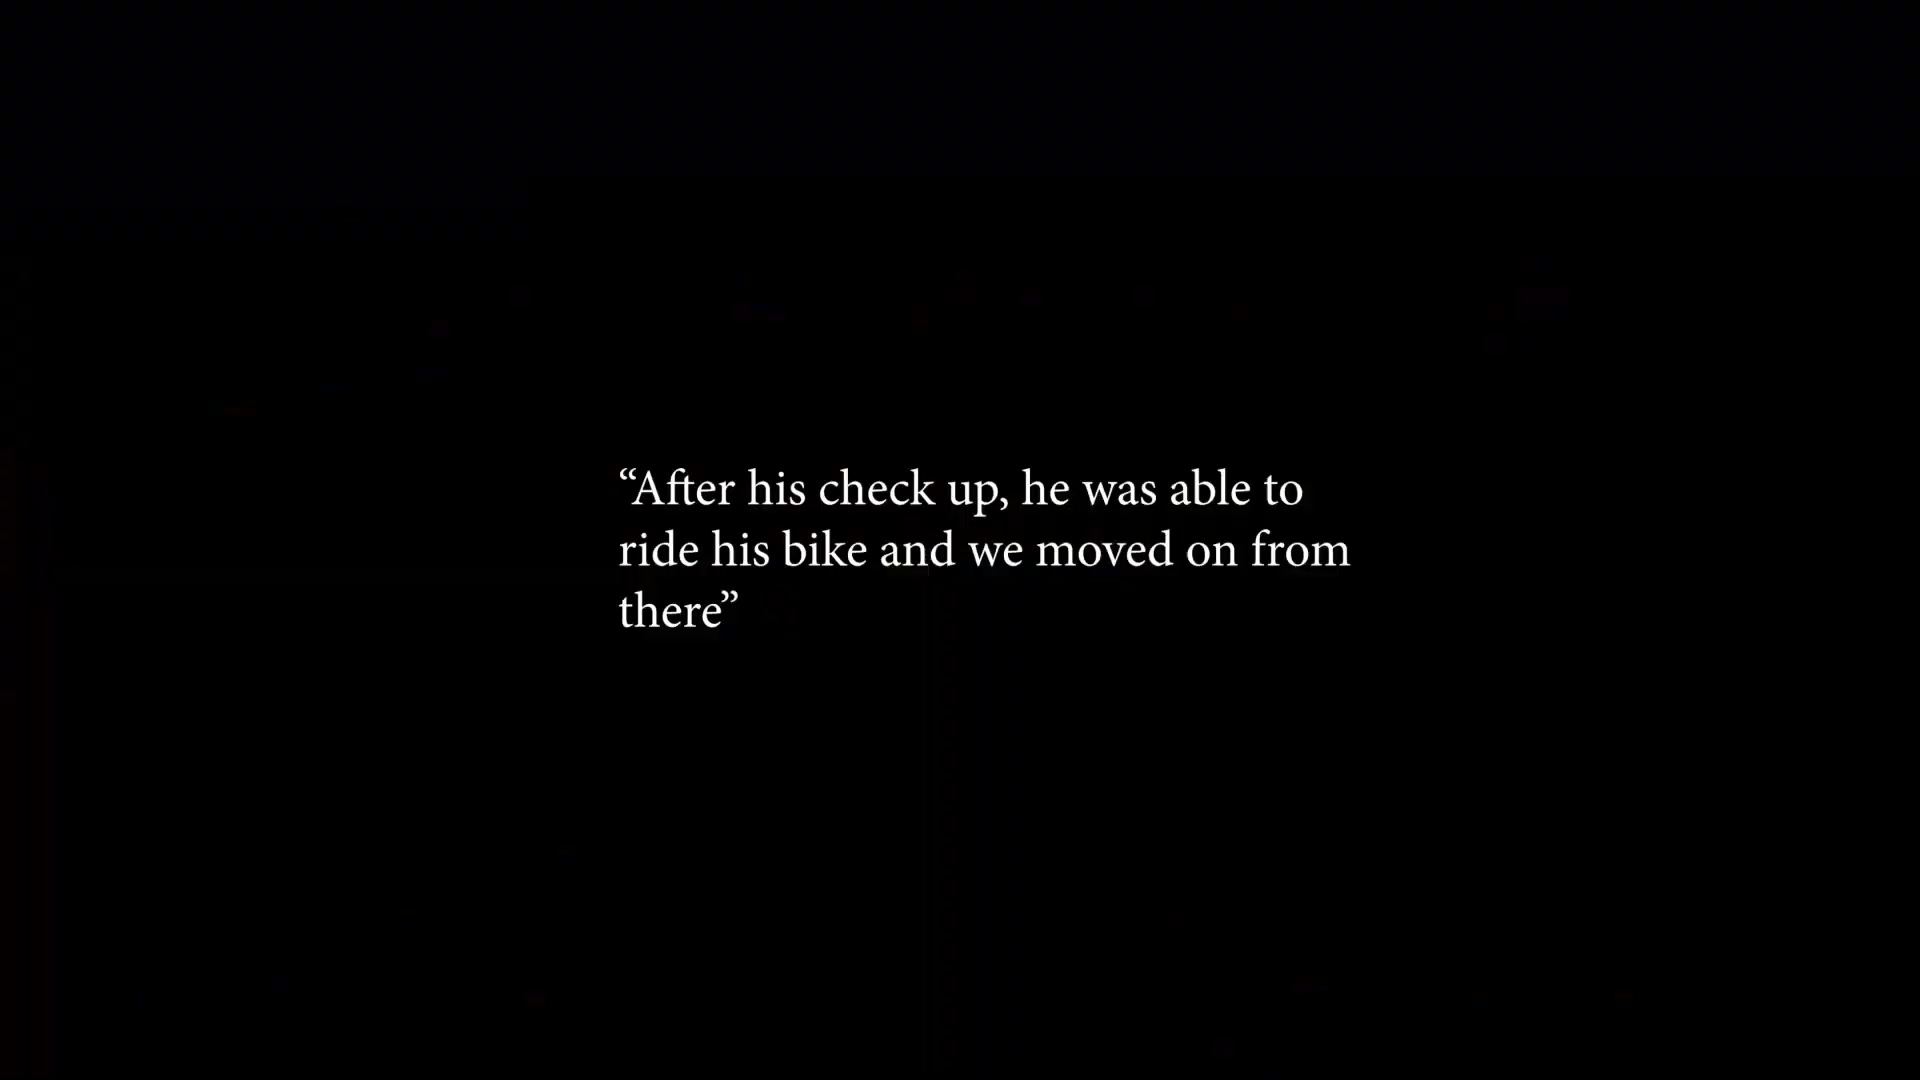 “After his check up, he was able to
ride his bike and we moved on from
there”